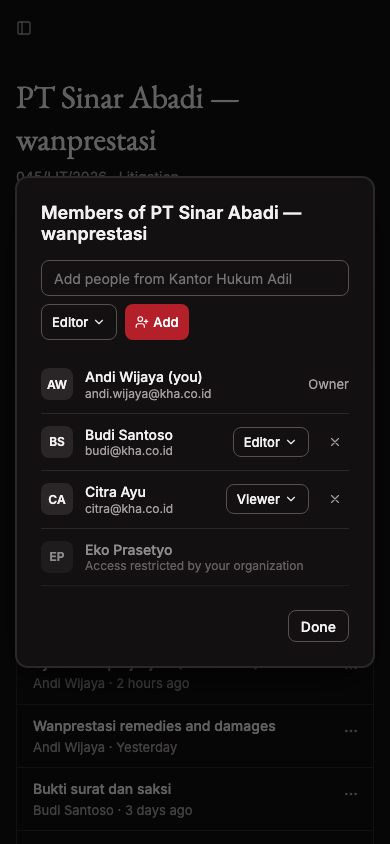 PT Sinar Abadi —
wanprestasi
045/LIT/2026 · Litigation
Members of PT Sinar Abadi —
wanprestasi
Add people from Kantor Hukum Adil
Editor
Add
AW
Andi Wijaya (you)
andi.wijaya@kha.co.id
Owner
BS
Budi Santoso
budi@kha.co.id
Editor
CA
Citra Ayu
citra@kha.co.id
Viewer
EP
Eko Prasetyo
Access restricted by your organization
Done
Andi Wijaya · 2 hours ago
Wanprestasi remedies and damages
Andi Wijaya · Yesterday
Bukti surat dan saksi
Budi Santoso · 3 days ago